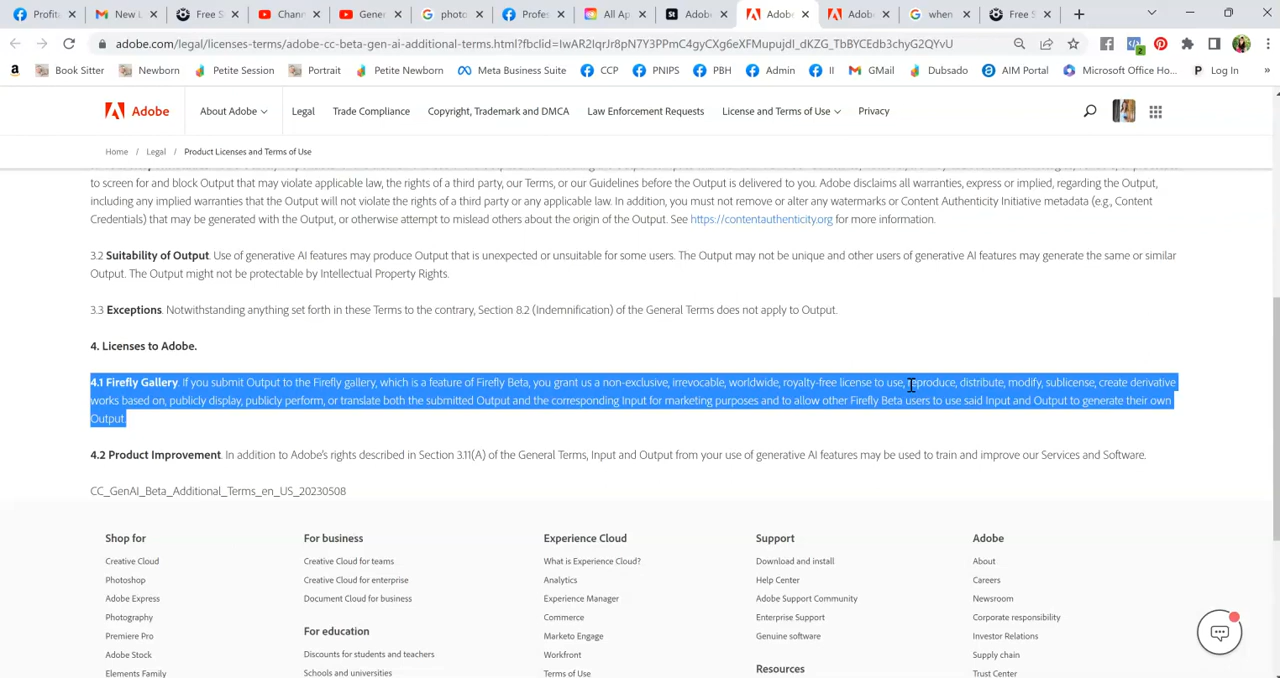 Profita
New
Free S
Chann
Gener
photo
Profes
All Ap
Adobe
Adobe
Adobe
when
Free S
adobe.com/legal/licenses-terms/adobe-cc-beta-gen-ai-additional-terms.html?fbclid=IwAR2IqrJr8pN7Y3PPmC4gyCXg6eXFMupujdI_dKZG_TbBYCEdb3chyG2QYvU
Book Sitter Newborn Petite Session Portrait Petite Newborn Meta Business Suite CCP PNIPS PBH Admin II GMail Dubsado AIM Portal Microsoft Office Ho... Log In »
Adobe About Adobe Legal Trade Compliance Copyright, Trademark and DMCA Law Enforcement Requests License and Terms of Use Privacy
Home / Legal / Product Licenses and Terms of Use
to screen for and block Output that may violate applicable law, the rights of a third party, our Terms, or our Guidelines before the Output is delivered to you. Adobe disclaims all warranties, express or implied, regarding the Output,
including any implied warranties that the Output will not violate the rights of a third party or any applicable law. In addition, you must not remove or alter any watermarks or Content Authenticity Initiative metadata (e.g., Content
Credentials) that may be generated with the Output, or otherwise attempt to mislead others about the origin of the Output. See https://contentauthenticity.org for more information.
3.2 Suitability of Output. Use of generative AI features may produce Output that is unexpected or unsuitable for some users. The Output may not be unique and other users of generative AI features may generate the same or similar
Output. The Output might not be protectable by Intellectual Property Rights.
3.3 Exceptions. Notwithstanding anything set forth in these Terms to the contrary, Section 8.2 (Indemnification) of the General Terms does not apply to Output.
4. Licenses to Adobe.
4.1 Firefly Gallery. If you submit Output to the Firefly gallery, which is a feature of Firefly Beta, you grant us a non-exclusive, irrevocable, worldwide, royalty-free license to use, reproduce, distribute, modify, sublicense, create derivative
works based on, publicly display, publicly perform, or translate both the submitted Output and the corresponding Input for marketing purposes and to allow other Firefly Beta users to use said Input and Output to generate their own
Output.
4.2 Product Improvement. In addition to Adobe's rights described in Section 3.11(A) of the General Terms, Input and Output from your use of generative AI features may be used to train and improve our Services and Software.
CC_GenAI_Beta_Additional_Terms_en_US_20230508
Shop for
Creative Cloud
Photoshop
Adobe Express
Photography
Premiere Pro
Adobe Stock
Elements Family
For business
Creative Cloud for teams
Creative Cloud for enterprise
Document Cloud for business
For education
Discounts for students and teachers
Schools and universities
Experience Cloud
What is Experience Cloud?
Analytics
Experience Manager
Commerce
Marketo Engage
Workfront
Terms of Use
Support
Download and install
Help Center
Adobe Support Community
Enterprise Support
Genuine software
Resources
Adobe
About
Careers
Newsroom
Corporate responsibility
Investor Relations
Supply chain
Trust Center